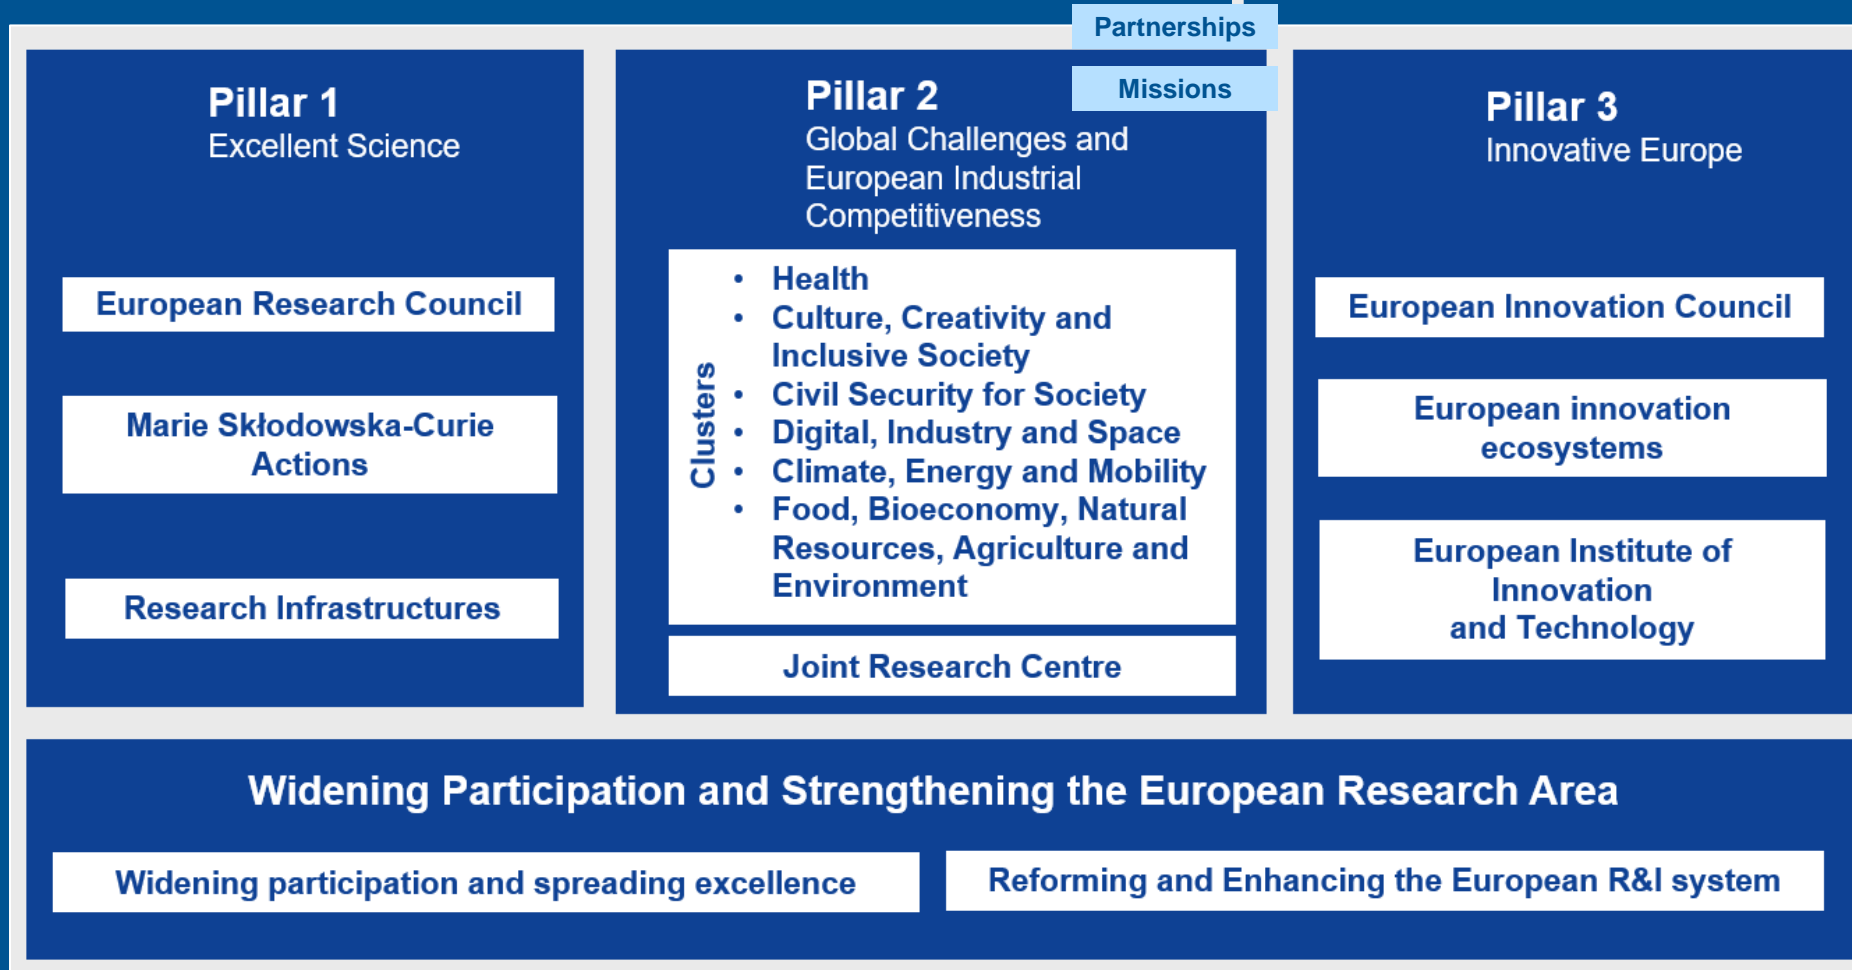 Partnerships
Missions
Pillar 1
Excellent Science
European Research Council
Marie Skłodowska-Curie
Actions
Research Infrastructures
Pillar 2
Global Challenges and
European Industrial
Competitiveness
Clusters
• Health
• Culture, Creativity and
Inclusive Society
• Civil Security for Society
• Digital, Industry and Space
• Climate, Energy and Mobility
• Food, Bioeconomy, Natural
Resources, Agriculture and
Environment
Joint Research Centre
Pillar 3
Innovative Europe
European Innovation Council
European innovation
ecosystems
European Institute of
Innovation
and Technology
Widening Participation and Strengthening the European Research Area
Widening participation and spreading excellence
Reforming and Enhancing the European R&I system